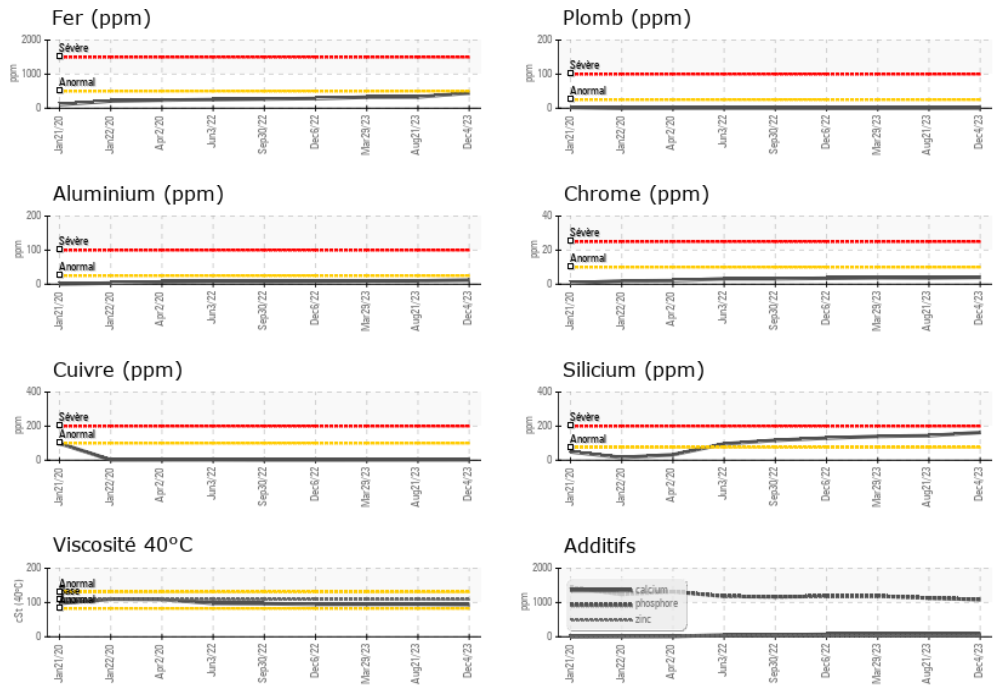 Fer (ppm)
2000
1000
0
ppm
Sévère
Anormal
Jan21/20
Jan22/20
Apr2/20
Jun3/22
Sep30/22
Dec6/22
Mar29/23
Aug21/23
Dec4/23
Plomb (ppm)
200
100
0
ppm
Sévère
Anormal
Jan21/20
Jan22/20
Apr2/20
Jun3/22
Sep30/22
Dec6/22
Mar29/23
Aug21/23
Dec4/23
Aluminium (ppm)
200
100
0
ppm
Sévère
Anormal
Jan21/20
Jan22/20
Apr2/20
Jun3/22
Sep30/22
Dec6/22
Mar29/23
Aug21/23
Dec4/23
Chrome (ppm)
40
20
0
ppm
Sévère
Anormal
Jan21/20
Jan22/20
Apr2/20
Jun3/22
Sep30/22
Dec6/22
Mar29/23
Aug21/23
Dec4/23
Cuivre (ppm)
400
200
0
ppm
Sévère
Anormal
Jan21/20
Jan22/20
Apr2/20
Jun3/22
Sep30/22
Dec6/22
Mar29/23
Aug21/23
Dec4/23
Silicium (ppm)
400
200
0
ppm
Sévère
Anormal
Jan21/20
Jan22/20
Apr2/20
Jun3/22
Sep30/22
Dec6/22
Mar29/23
Aug21/23
Dec4/23
Viscosité 40°C
200
100
0
cSt (40°C)
Anormal
Base
Anormal
Jan21/20
Jan22/20
Apr2/20
Jun3/22
Sep30/22
Dec6/22
Mar29/23
Aug21/23
Dec4/23
Additifs
2000
1000
0
ppm
calcium
phosphore
zinc
Jan21/20
Jan22/20
Apr2/20
Jun3/22
Sep30/22
Dec6/22
Mar29/23
Aug21/23
Dec4/23